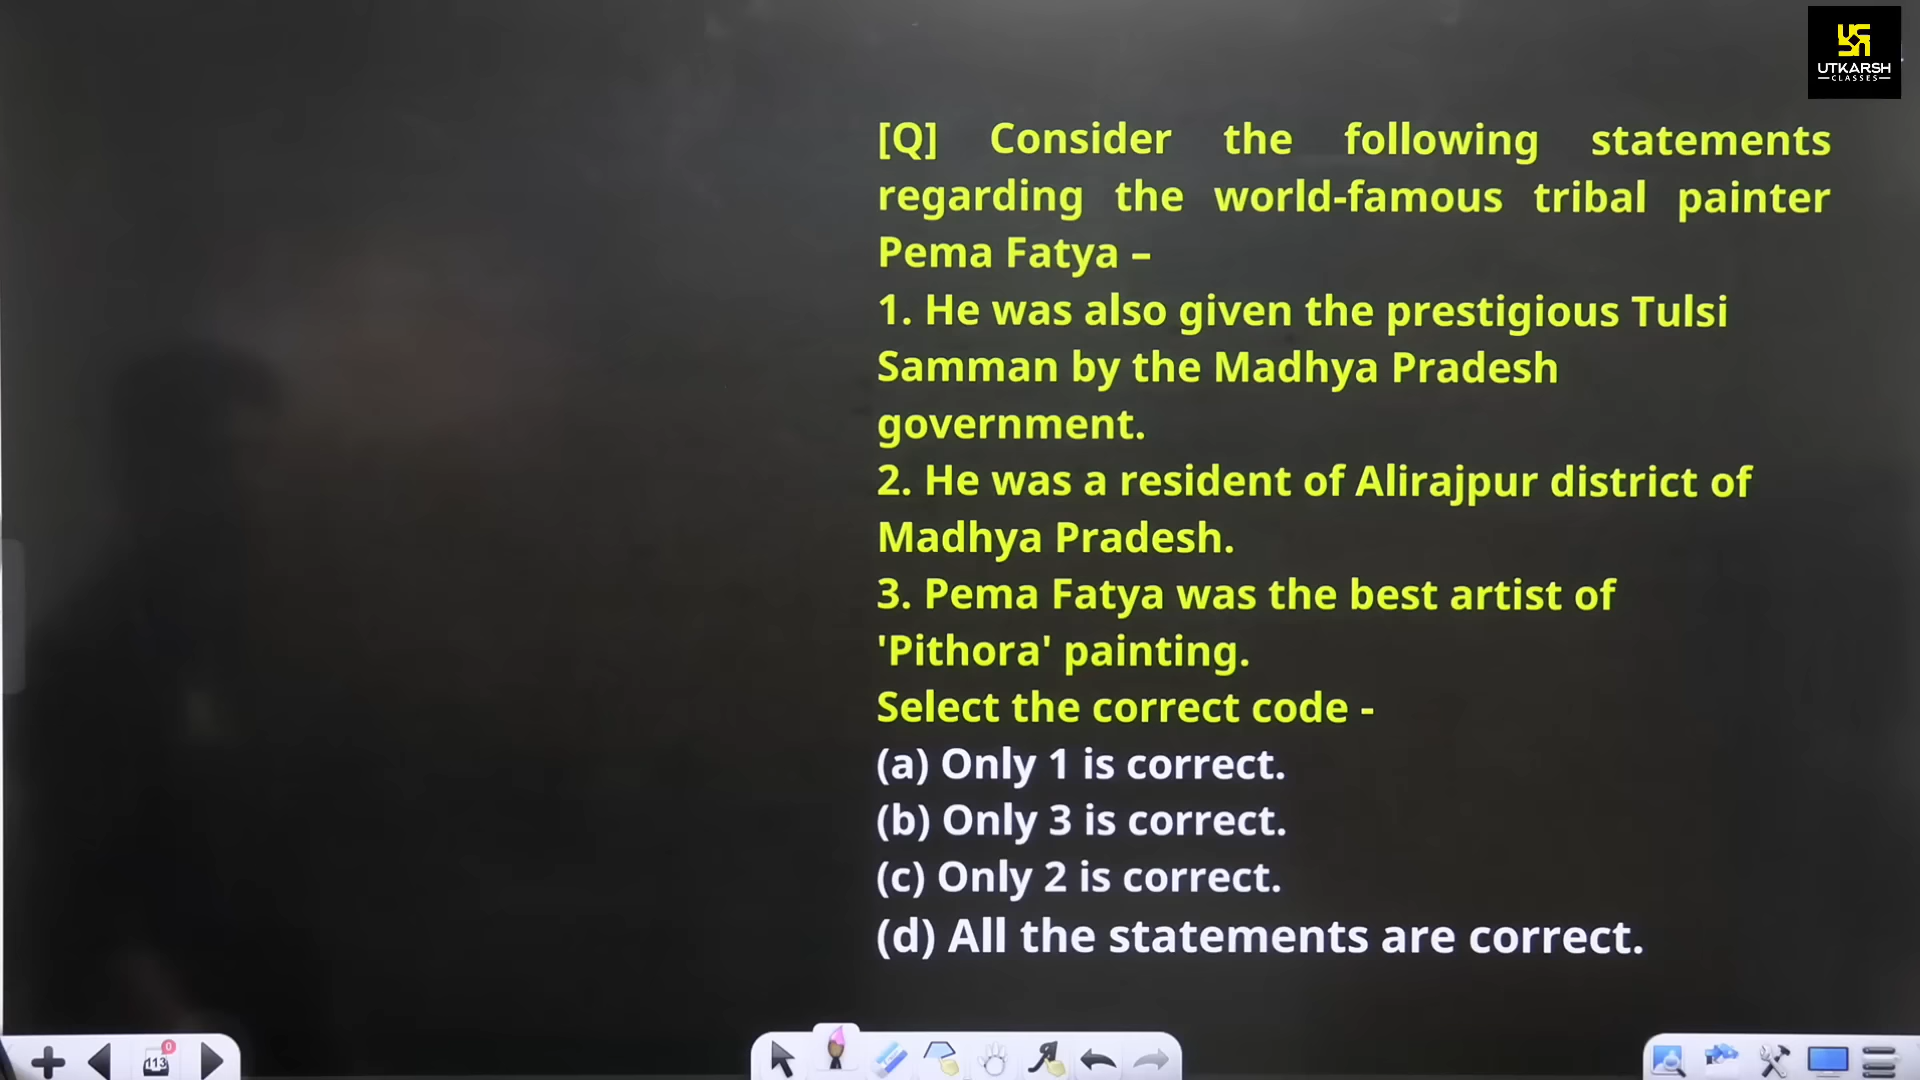 UTKARSH
CLASSES
[Q] Consider the following statements
regarding the world-famous tribal painter
Pema Fatya –
1. He was also given the prestigious Tulsi
Samman by the Madhya Pradesh
government.
2. He was a resident of Alirajpur district of
Madhya Pradesh.
3. Pema Fatya was the best artist of
'Pithora' painting.
Select the correct code -
(a) Only 1 is correct.
(b) Only 3 is correct.
(c) Only 2 is correct.
(d) All the statements are correct.
113
0